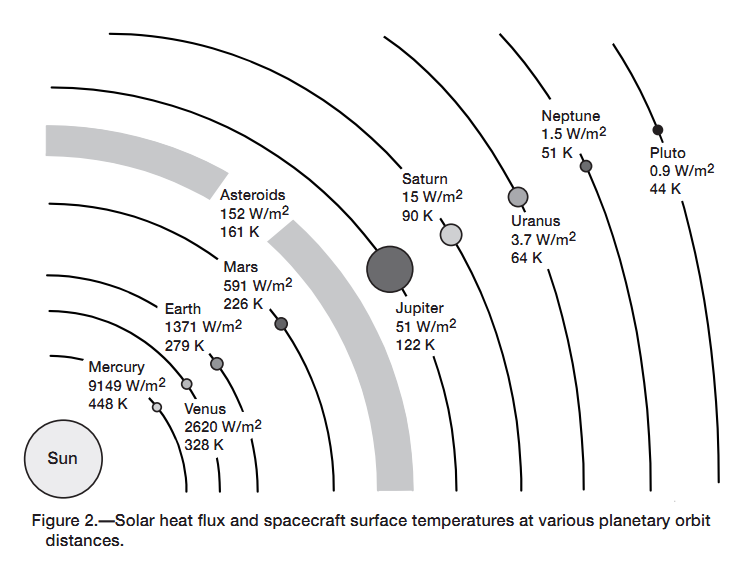 Neptune
1.5 W/m2
51 K
Pluto
0.9 W/m2
44 K
Saturn
15 W/m2
90 K
Uranus
3.7 W/m2
64 K
Asteroids
152 W/m2
161 K
Mars
591 W/m2
226 K
Earth
1371 W/m2
279 K
Jupiter
51 W/m2
122 K
Mercury
9149 W/m2
448 K
Venus
2620 W/m2
328 K
Sun
Figure 2.—Solar heat flux and spacecraft surface temperatures at various planetary orbit
distances.